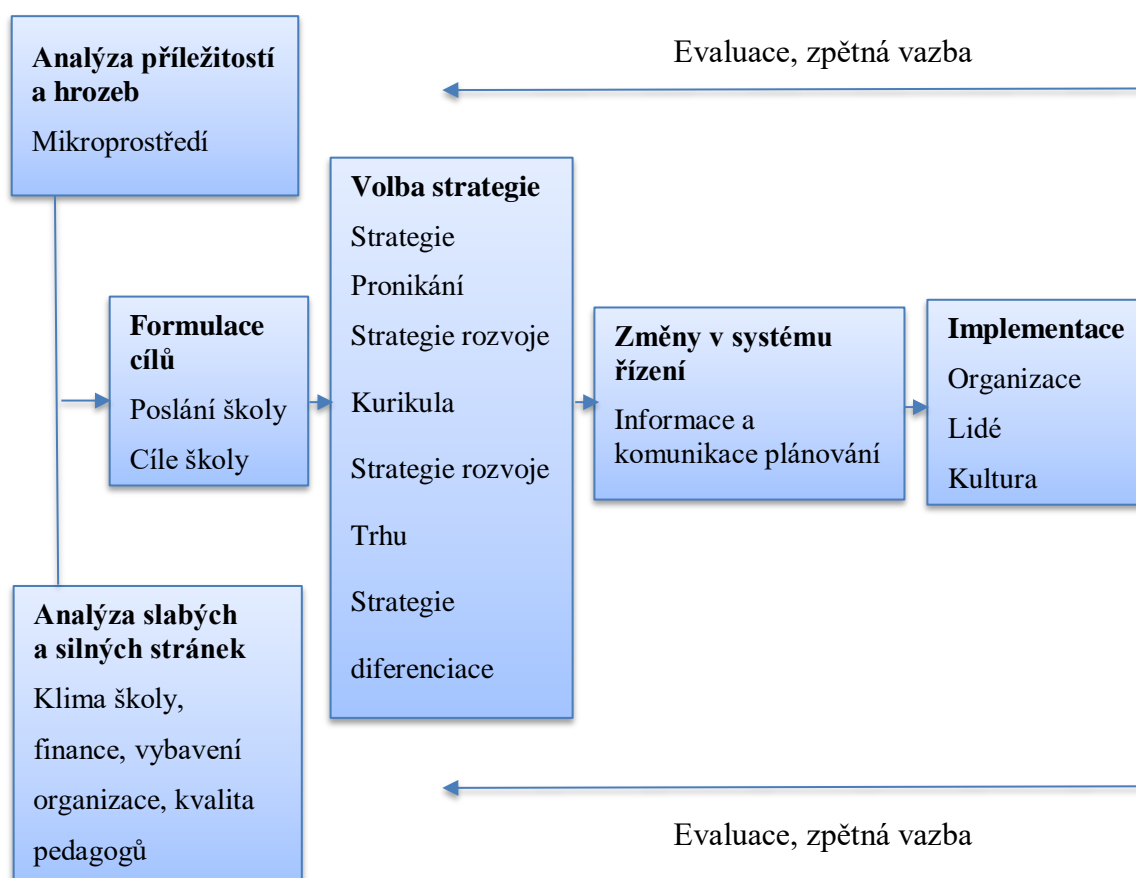 Analýza příležitostí
a hrozeb
Mikroprostředí
Evaluace, zpětná vazba
Formulace
cílů
Poslání školy
Cíle školy
Volba strategie
Strategie
Pronikání
Strategie rozvoje
Kurikula
Strategie rozvoje
Trhu
Strategie
diferenciace
Změny v systému
řízení
Informace a
komunikace plánování
Implementace
Organizace
Lidé
Kultura
Analýza slabých
a silných stránek
Klima školy,
finance, vybavení
organizace, kvalita
pedagogů
Evaluace, zpětná vazba